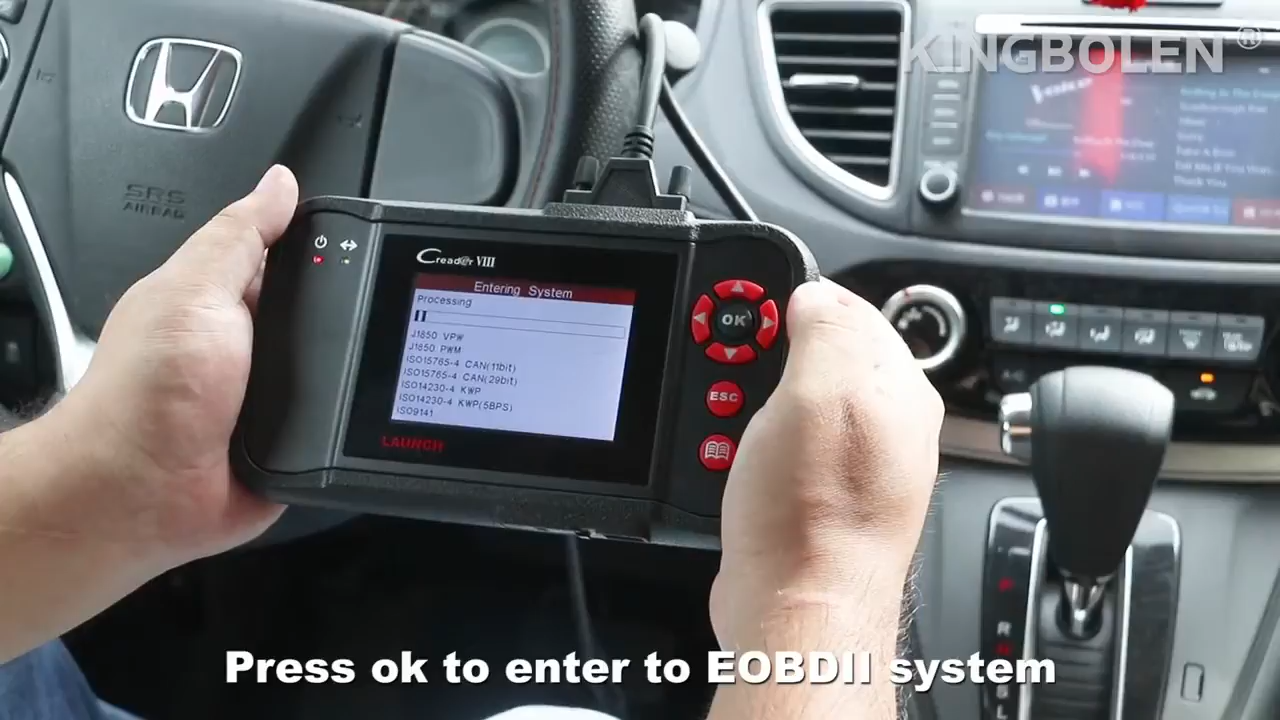 KINGBOLEN®
SRS
AIRBAG
Creader VIII
Entering System
Processing
J1850 VPW
J1850 PWM
ISO15765-4 CAN(11bit)
ISO15765-4 CAN(29bit)
ISO14230-4 KWP
ISO14230-4 KWP(5BPS)
ISO9141
LAUNCH
OK
ESC
A/C
P
R
N
S
L
Press ok to enter to EOBDII system